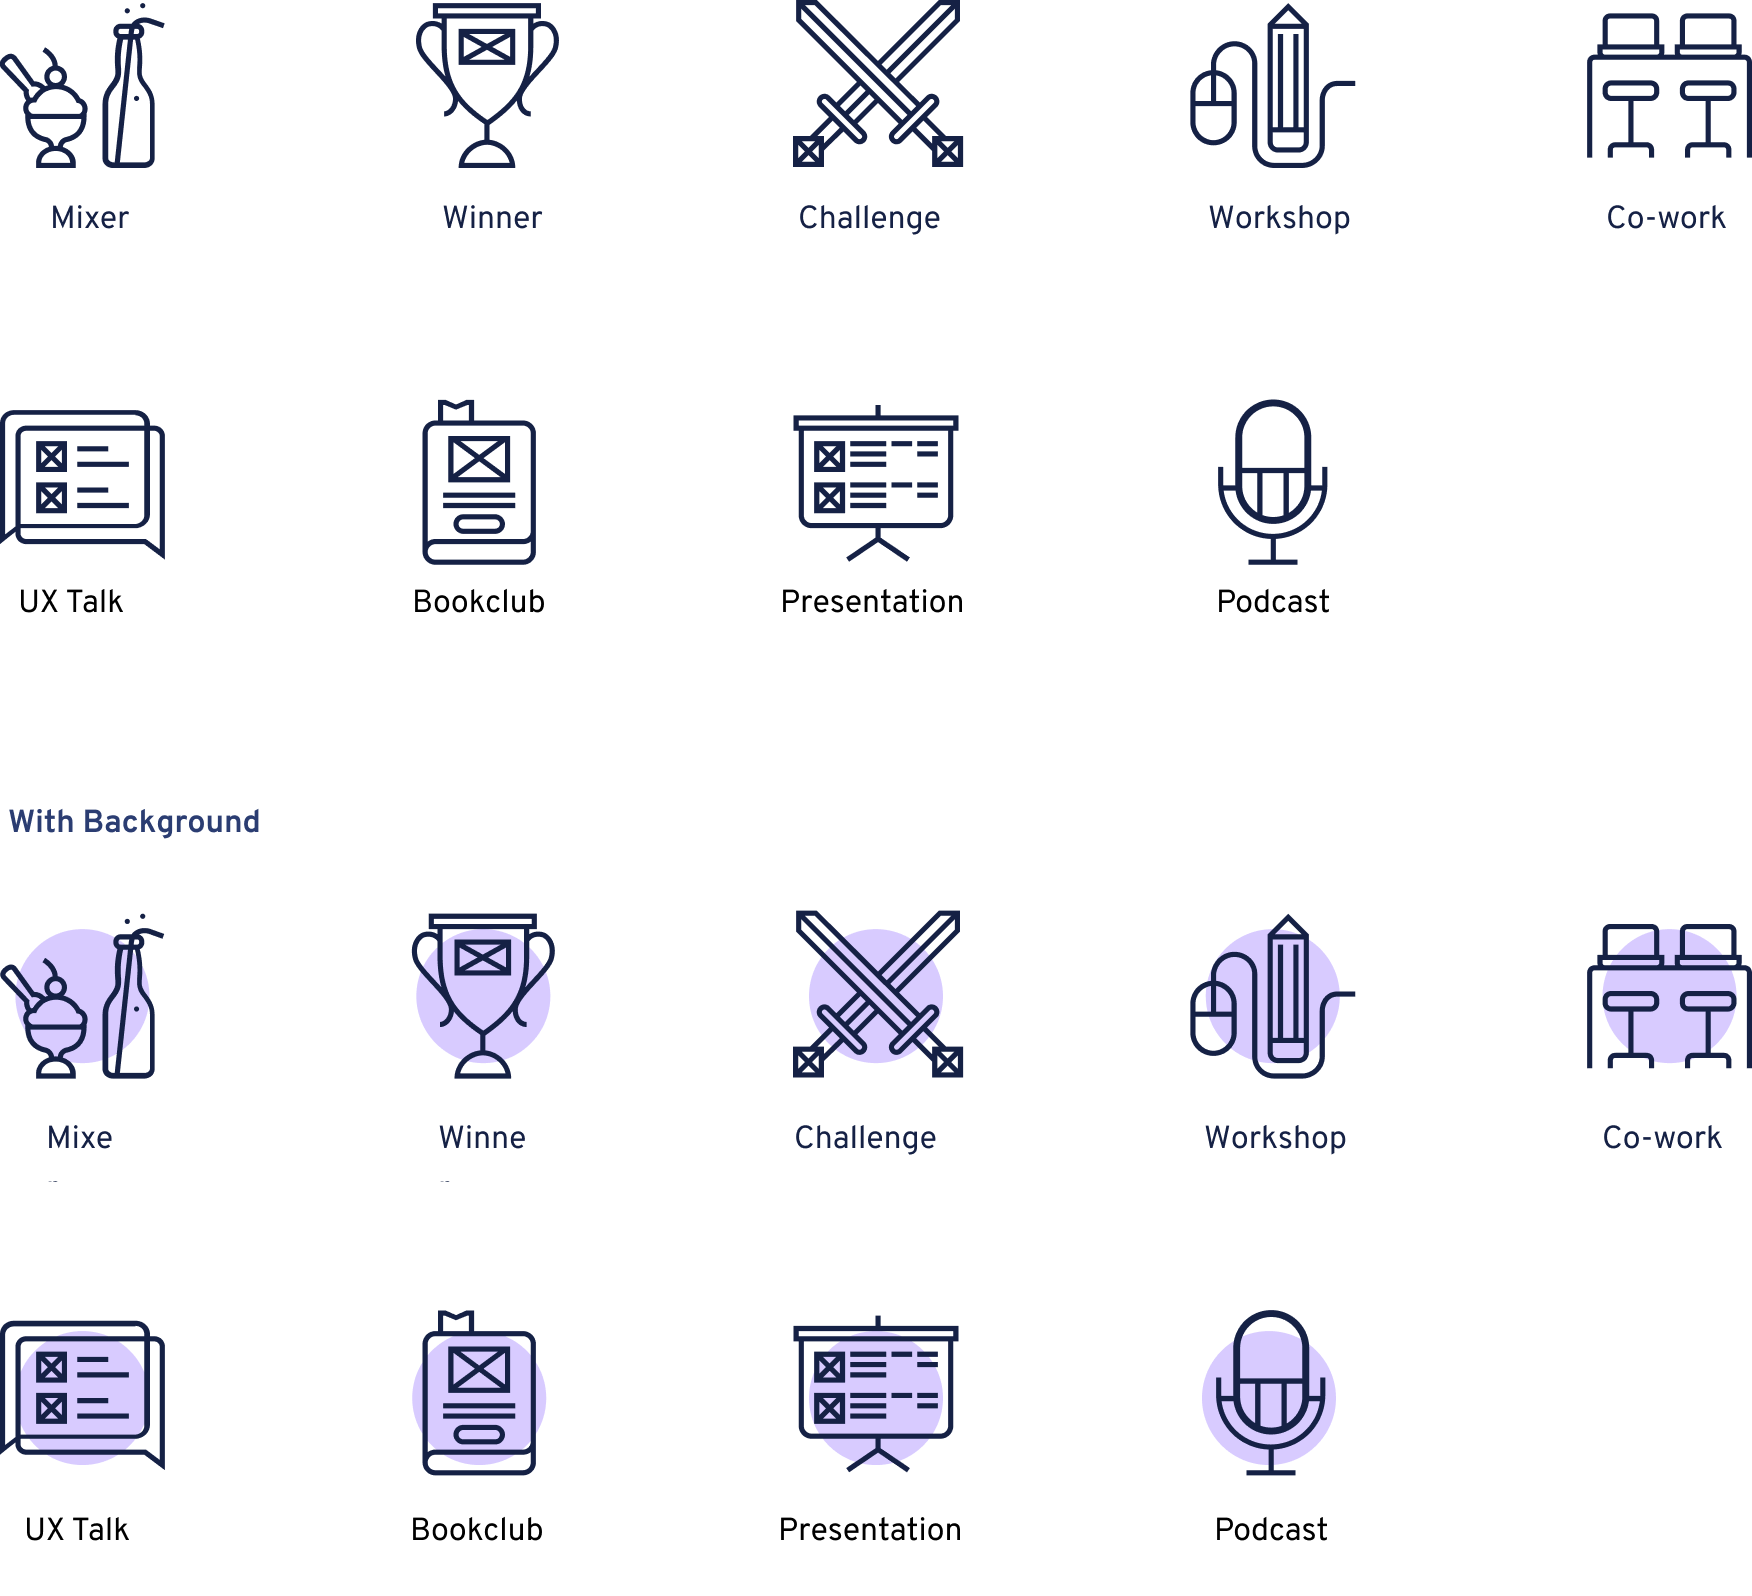 Mixer
Winner
Challenge
Workshop
Co-work
UX Talk
Bookclub
Presentation
Podcast
With Background
Mixe
Winne
Challenge
Workshop
Co-work
UX Talk
Bookclub
Presentation
Podcast